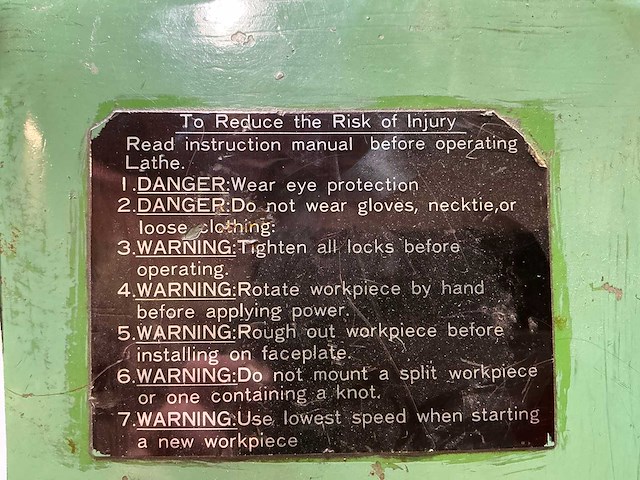 To Reduce the Risk of Injury
Read instruction manual before operating
Lathe.
1.DANGER:Wear eye protection
2.DANGER:Do not wear gloves, necktie,or
loose clothing:
3.WARNING:Tighten all locks before
operating.
4.WARNING:Rotate workpiece by hand
before applying power.
5.WARNING:Rough out workpiece before
installing on faceplate.
6.WARNING:Do not mount a split workpiece
or one containing a knot.
7.WARNING:Use lowest speed when starting
a new workpiece